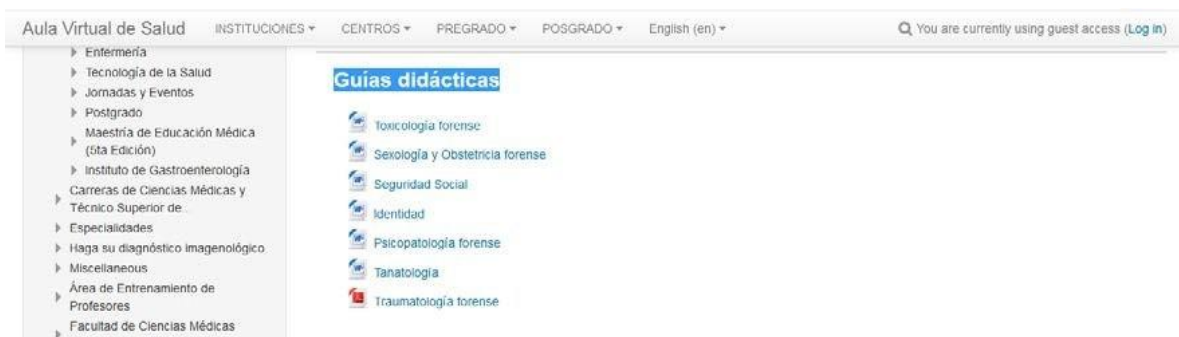 Aula Virtual de Salud INSTITUCIONES CENTROS PREGRADO POSGRADO English (en) You are currently using guest access (Log in)
Enfermería
Tecnología de la Salud
Jornadas y Eventos
Postgrado
Maestría de Educación Médica
(5ta Edición)
Instituto de Gastroenterología
Carreras de Ciencias Médicas y
Técnico Superior de..
Especialidades
Haga su diagnóstico imagenológico
Miscellaneous
Área de Entrenamiento de
Profesores
Facultad de Ciencias Médicas
Guías didácticas
Toxicología forense
Sexología y Obstetricia forense
Seguridad Social
Identidad
Psicopatología forense
Tanatología
Traumatología forense